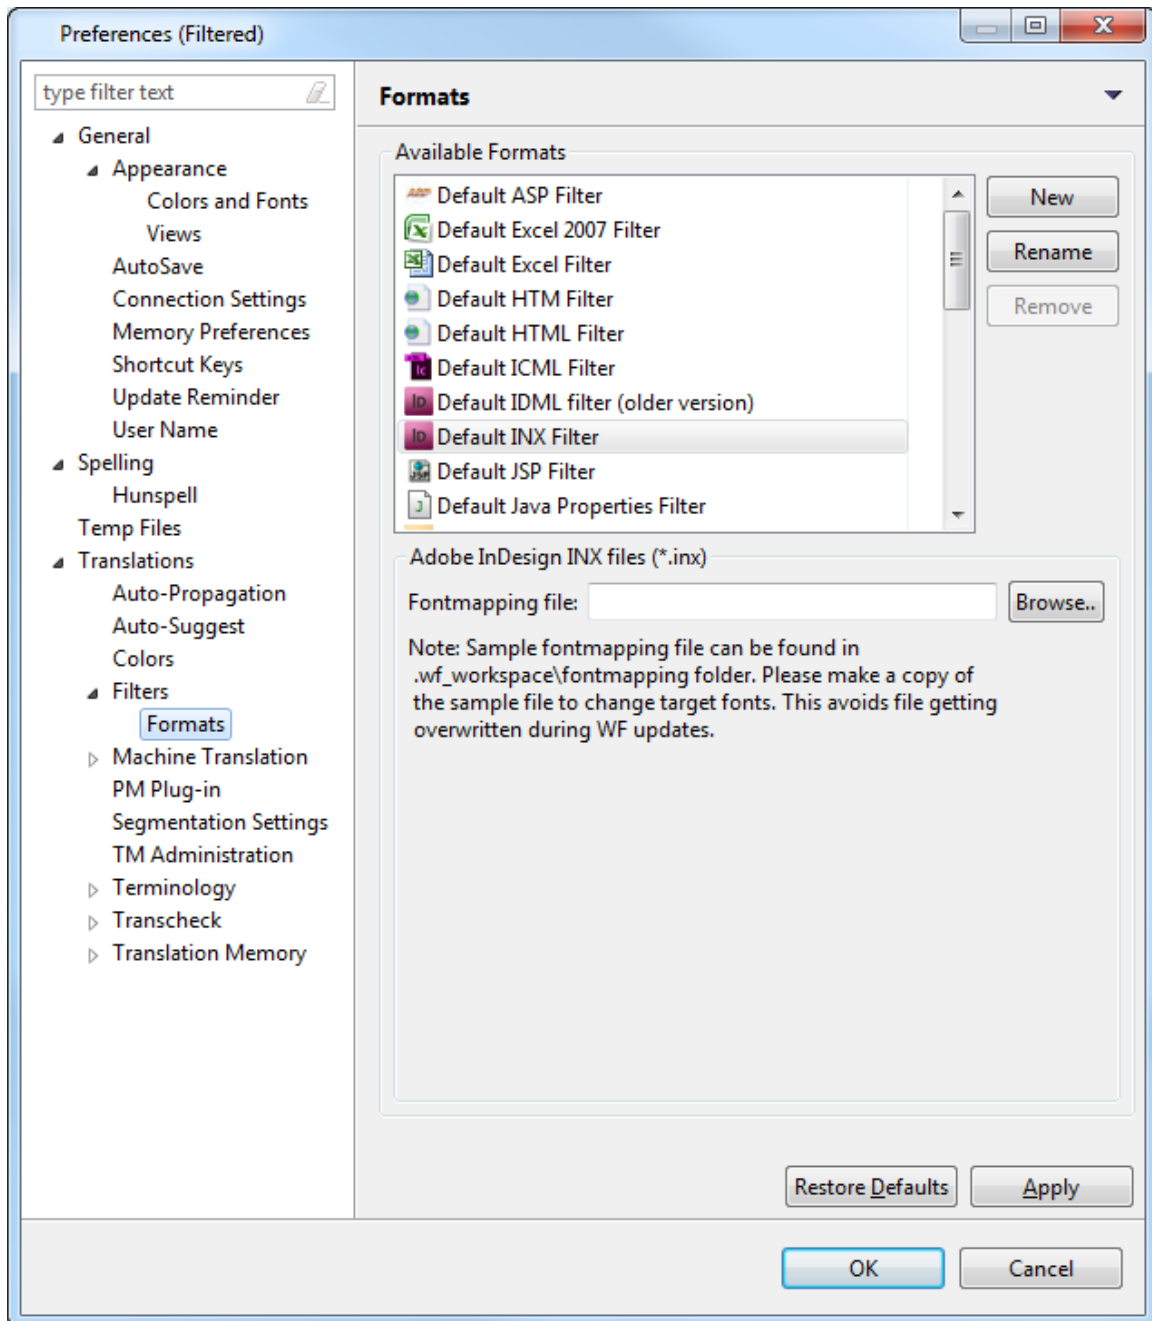 Preferences (Filtered)
type filter text
General
Appearance
Colors and Fonts
Views
AutoSave
Connection Settings
Memory Preferences
Shortcut Keys
Update Reminder
User Name
Spelling
Hunspell
Temp Files
Translations
Auto-Propagation
Auto-Suggest
Colors
Filters
Formats
Machine Translation
PM Plug-in
Segmentation Settings
TM Administration
Terminology
Transcheck
Translation Memory
Formats
Available Formats
Default ASP Filter
Default Excel 2007 Filter
Default Excel Filter
Default HTM Filter
Default HTML Filter
Default ICML Filter
Default IDML filter (older version)
Default INX Filter
Default JSP Filter
Default Java Properties Filter
New
Rename
Remove
Adobe InDesign INX files (*.inx)
Fontmapping file:
Browse..
Note: Sample fontmapping file can be found in
.wf_workspace\fontmapping folder. Please make a copy of
the sample file to change target fonts. This avoids file getting
overwritten during WF updates.
Restore Defaults
Apply
OK
Cancel